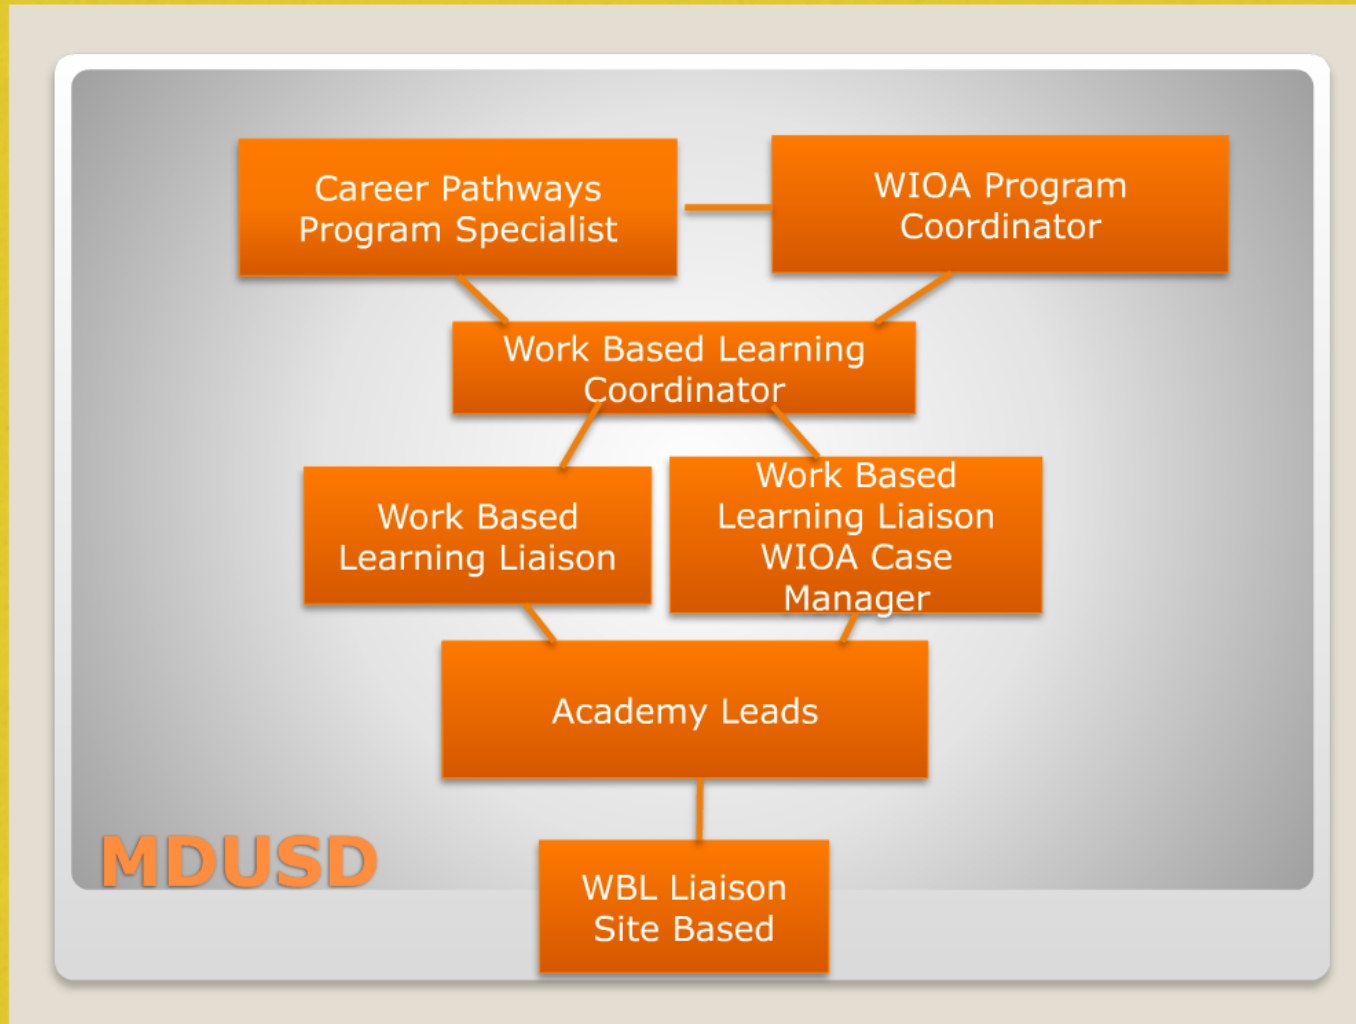 Career Pathways
Program Specialist
WIOA Program
Coordinator
Work Based Learning
Coordinator
Work Based
Learning Liaison
Work Based
Learning Liaison
WIOA Case
Manager
Academy Leads
MDUSD
WBL Liaison
Site Based